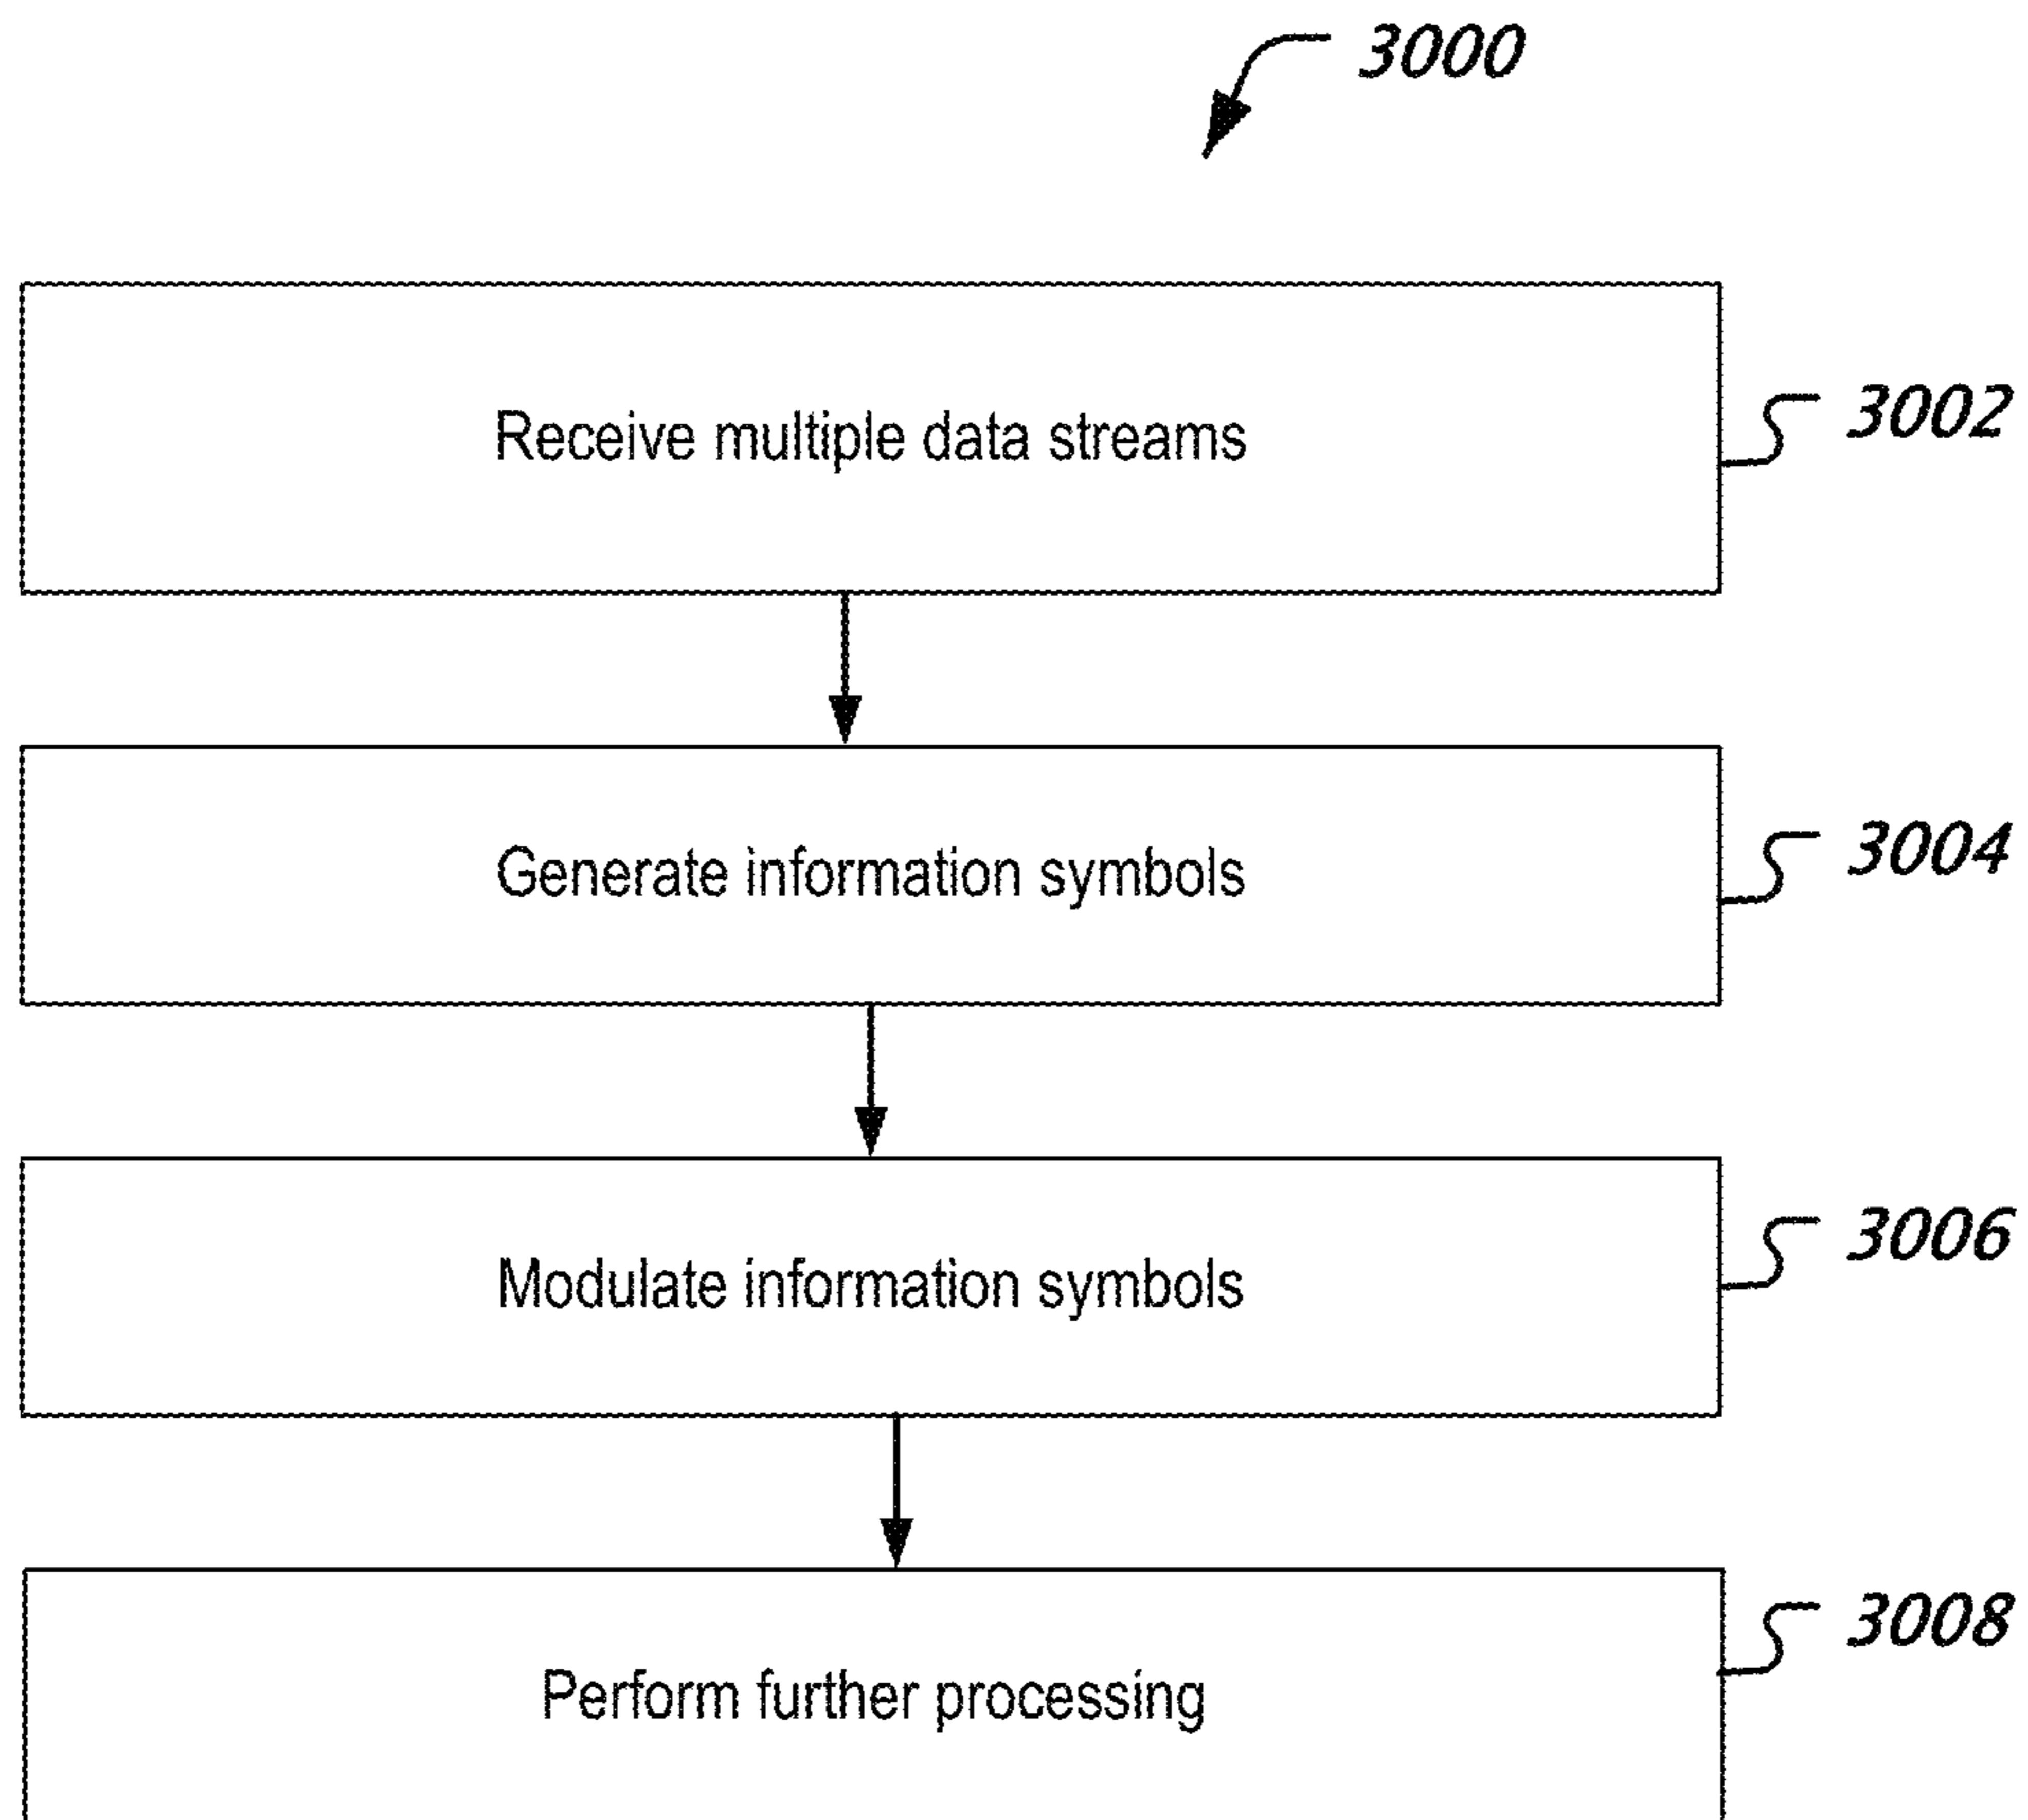 3000
Receive multiple data streams
3002
Generate information symbols
3004
Modulate information symbols
3006
Perform further processing
3008